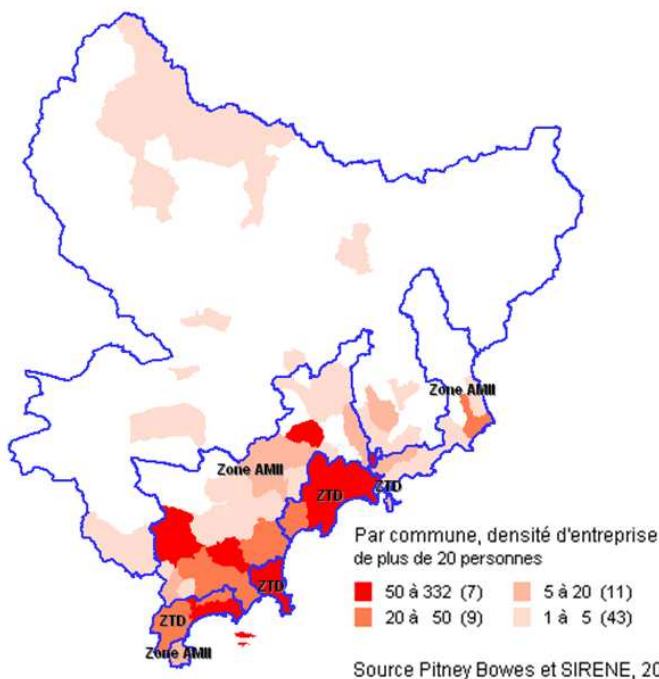 Zone AMII
Zone AMII
ZTD
ZTD
ZTD
ZTD
Zone AMII
Par commune, densité d'entreprise
de plus de 20 personnes
50 à 332 (7)
5 à 20 (11)
20 à 50 (9)
1 à 5 (43)
Source Pitney Bowes et SIRENE, 20